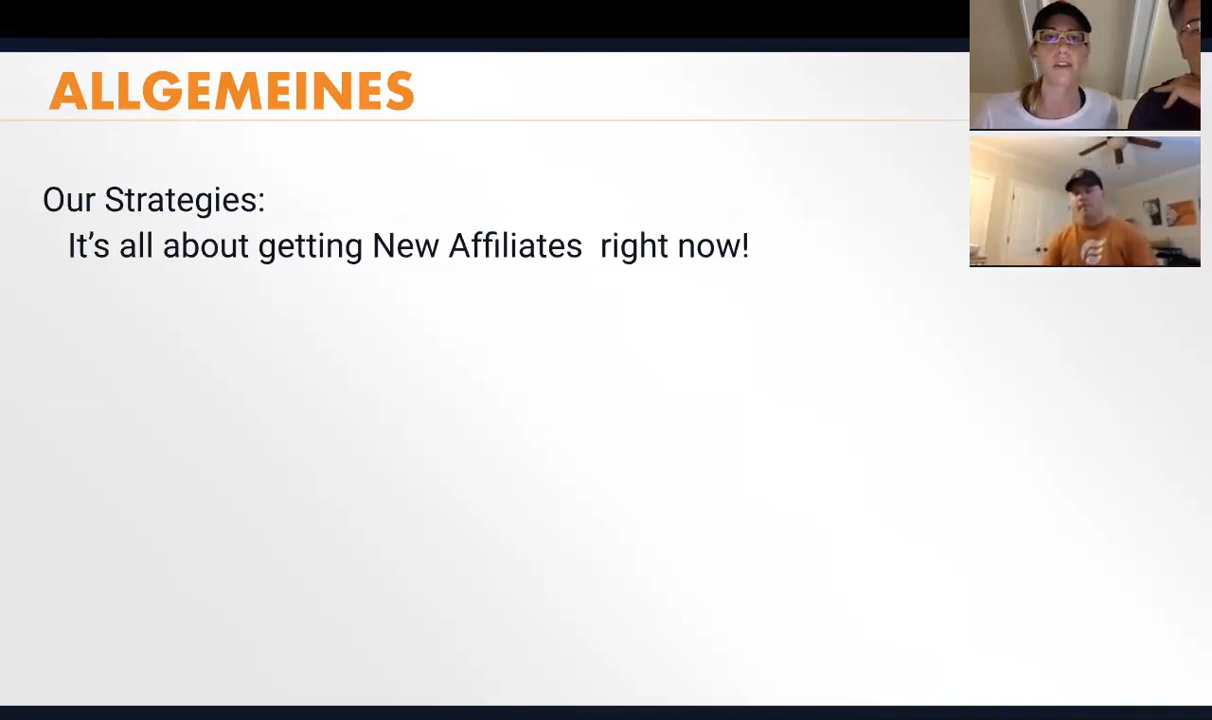 ALLGEMEINES
Our Strategies:
It’s all about getting New Affiliates  right now!